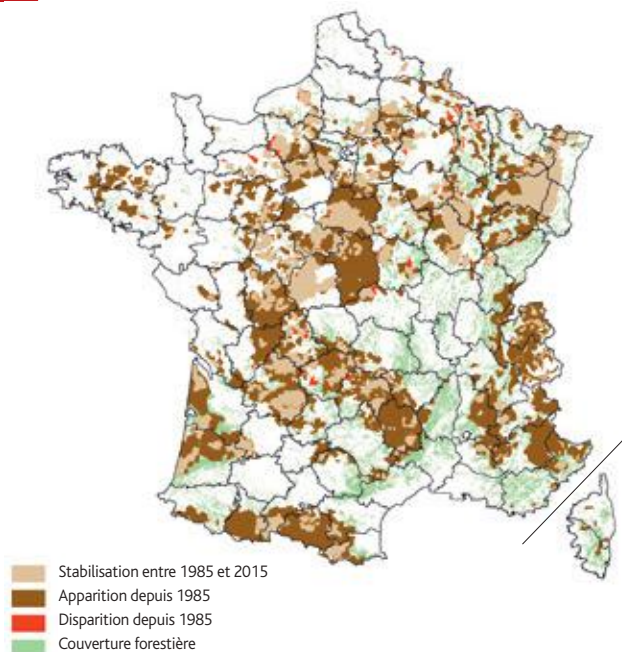 Stabilisation entre 1985 et 2015
Apparition depuis 1985
Disparition depuis 1985
Couverture forestière